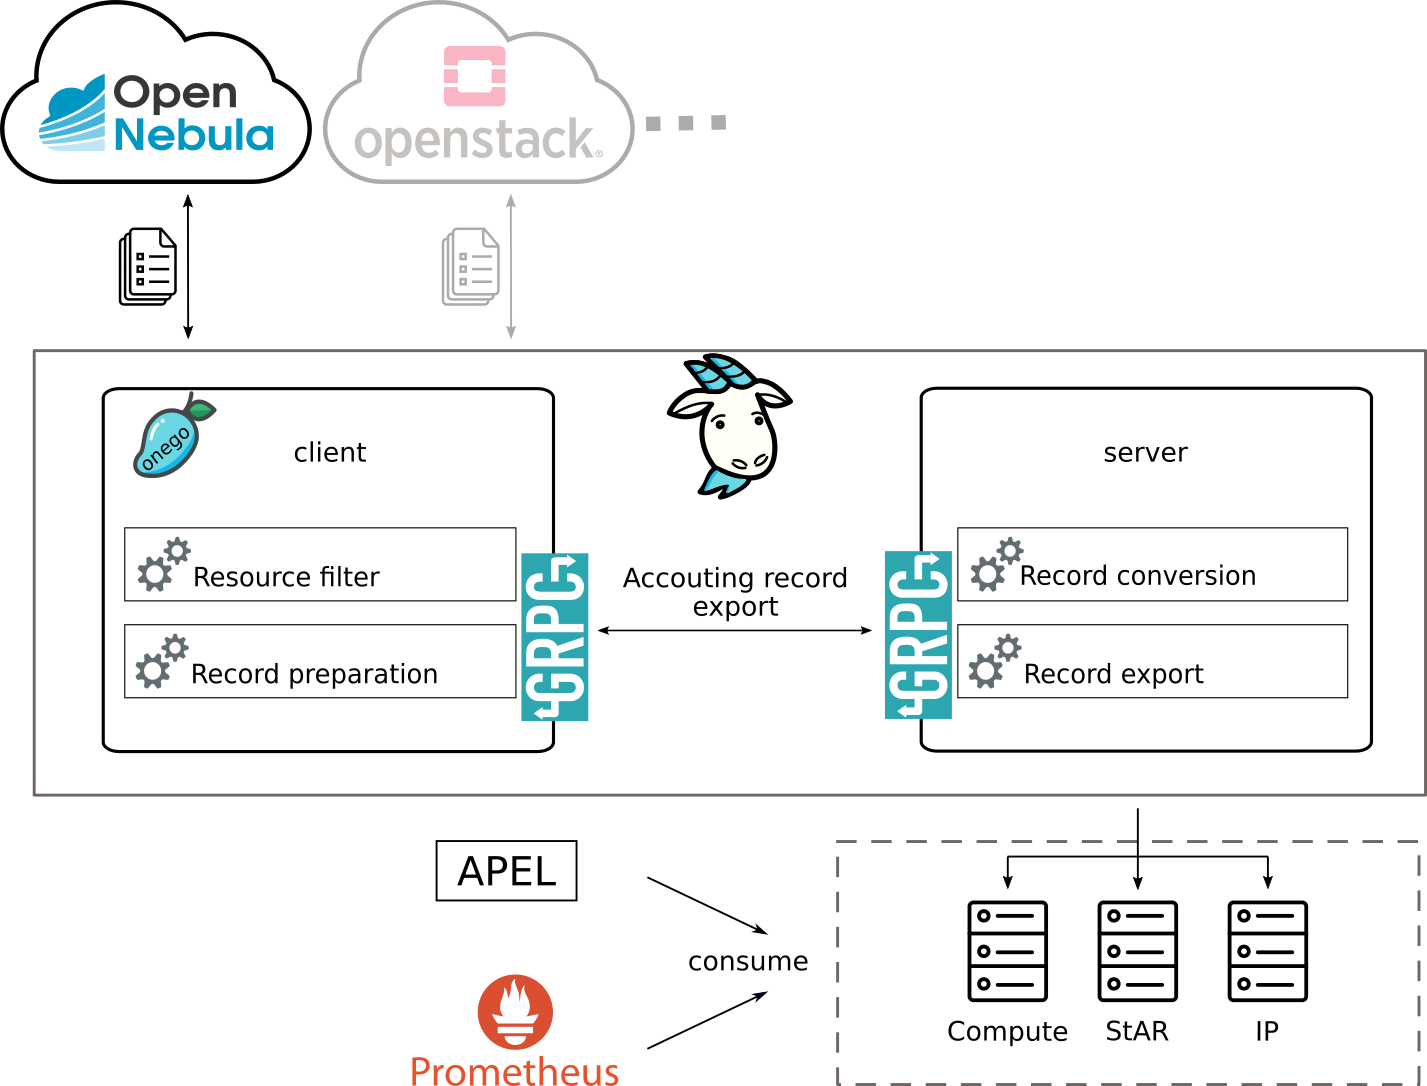 Open
Nebula
openstack®
onego
client
server
Resource filter
Record preparation
GRPC
Accouting record
export
GRPC
Record conversion
Record export
APEL
consume
Prometheus
Compute
StAR
IP